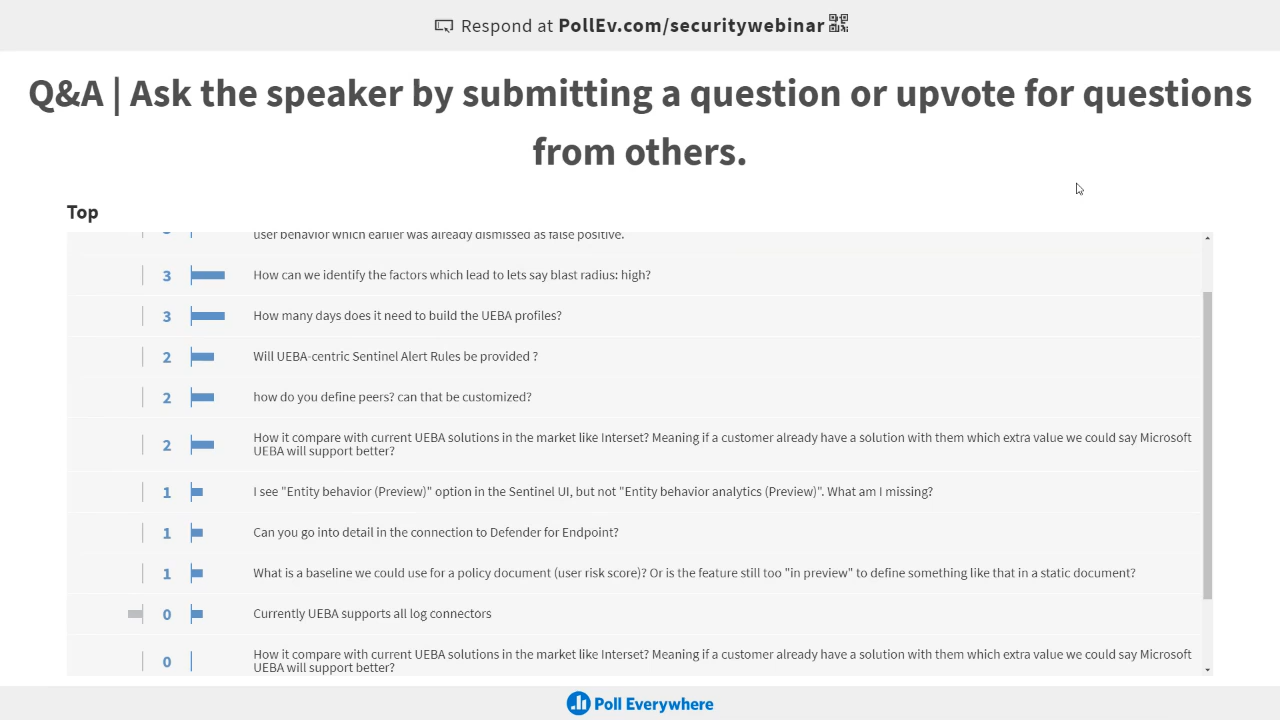 Respond at PollEv.com/securitywebinar
Q&A | Ask the speaker by submitting a question or upvote for questions
from others.
Top
user behavior which earlier was already dismissed as false positive.
3 How can we identify the factors which lead to lets say blast radius: high?
3 How many days does it need to build the UEBA profiles?
2 Will UEBA-centric Sentinel Alert Rules be provided ?
2 how do you define peers? can that be customized?
2 How it compare with current UEBA solutions in the market like Interset? Meaning if a customer already have a solution with them which extra value we could say Microsoft
UEBA will support better?
1 I see "Entity behavior (Preview)" option in the Sentinel UI, but not "Entity behavior analytics (Preview)". What am I missing?
1 Can you go into detail in the connection to Defender for Endpoint?
1 What is a baseline we could use for a policy document (user risk score)? Or is the feature still too "in preview" to define something like that in a static document?
0 Currently UEBA supports all log connectors
0 How it compare with current UEBA solutions in the market like Interset? Meaning if a customer already have a solution with them which extra value we could say Microsoft
UEBA will support better?
Poll Everywhere